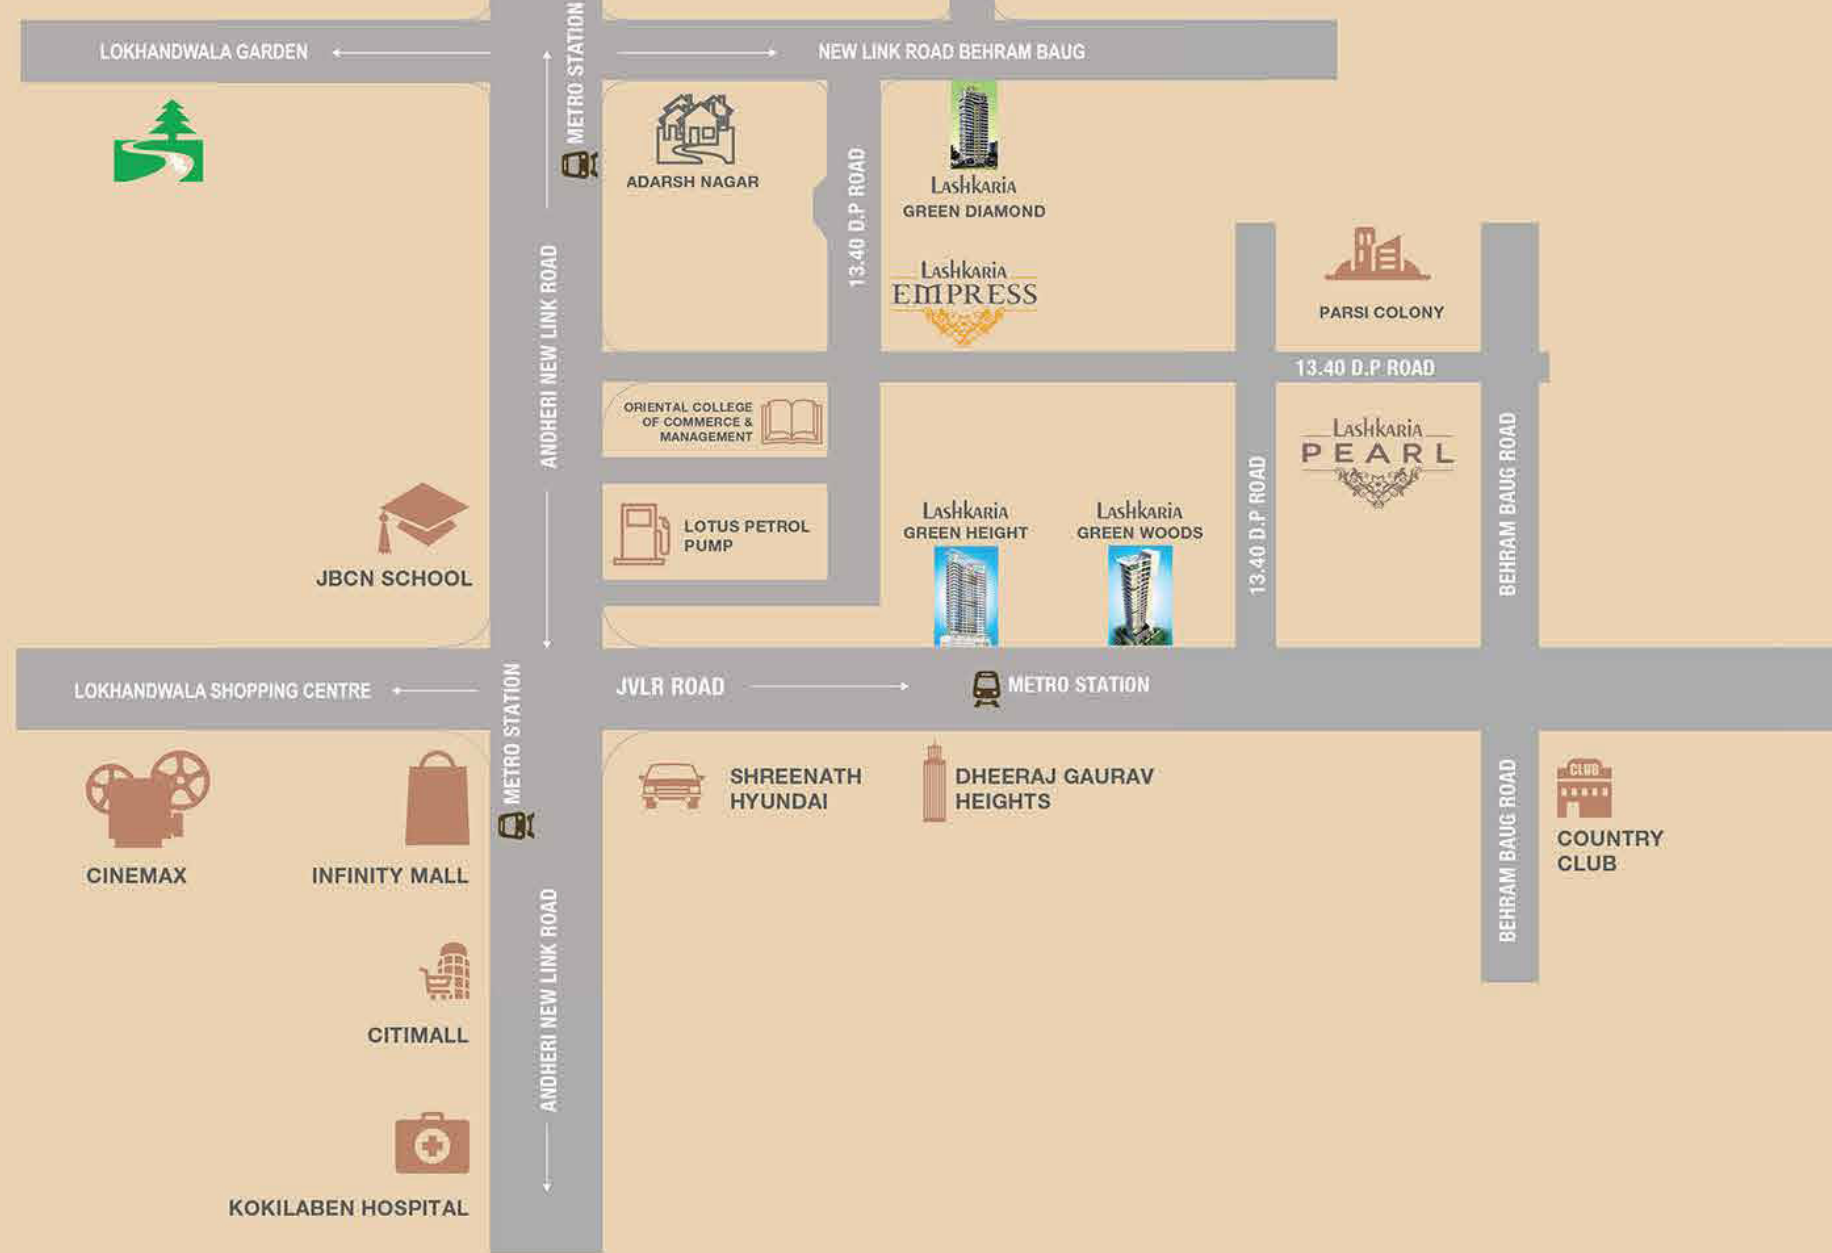 LOKHANDWALA GARDEN
METRO STATION
NEW LINK ROAD BEHRAM BAUG
ADARSH NAGAR
13.40 D.P ROAD
LASHKARIA
GREEN DIAMOND
LASHKARIA
EMPRESS
PARSI COLONY
ANDHERI NEW LINK ROAD
13.40 D.P ROAD
ORIENTAL COLLEGE
OF COMMERCE &
MANAGEMENT
LASHKARIA
PEARL
BEHRAM BAUG ROAD
13.40 D.P ROAD
JBCN SCHOOL
LOTUS PETROL
PUMP
LASHKARIA
GREEN HEIGHT
LASHKARIA
GREEN WOODS
LOKHANDWALA SHOPPING CENTRE
METRO STATION
JVLR ROAD
METRO STATION
CINEMAX
INFINITY MALL
SHREENATH
HYUNDAI
DHEERAJ GAURAV
HEIGHTS
BEHRAM BAUG ROAD
CLUB
COUNTRY
CLUB
ANDHERI NEW LINK ROAD
CITIMALL
KOKILABEN HOSPITAL